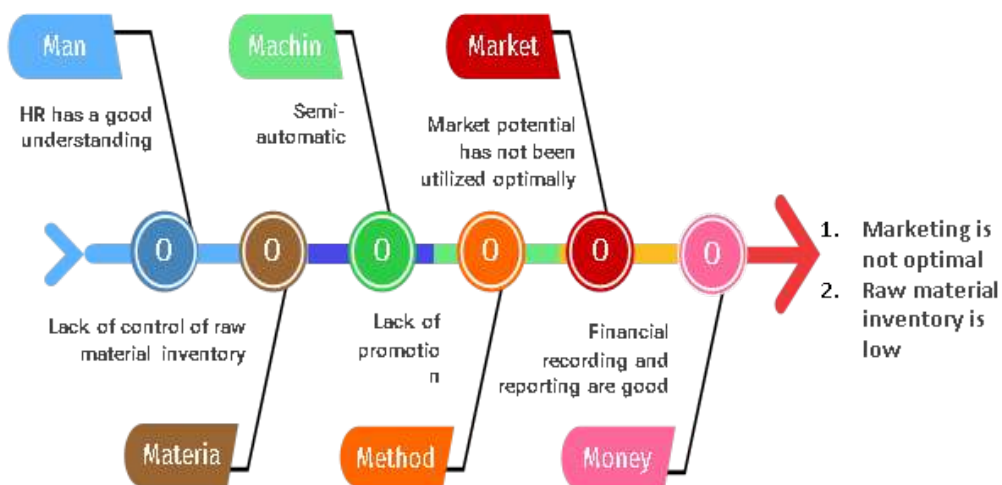 Man
Machin
Market
HR has a good
understanding
Semi-
automatic
Market potential
has not been
utilized optimally
0
0
0
0
0
0
1. Marketing is
not optimal
2. Raw material
inventory is
low
Lack of control of raw
material inventory
Lack of
promotio
n
Financial
recording and
reporting are good
Materia
Method
Money